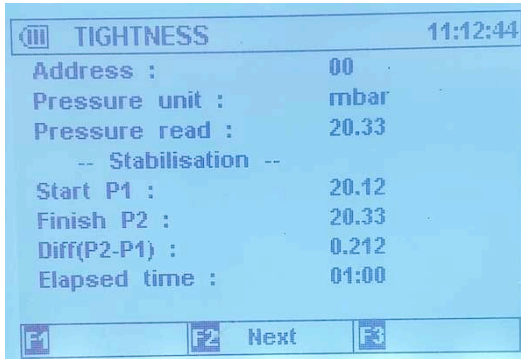 TIGHTNESS 11:12:44
Address : 00
Pressure unit : mbar
Pressure read : 20.33
-- Stabilisation --
Start P1 : 20.12
Finish P2 : 20.33
Diff(P2-P1) : 0.212
Elapsed time : 01:00
F1 F2 Next F3